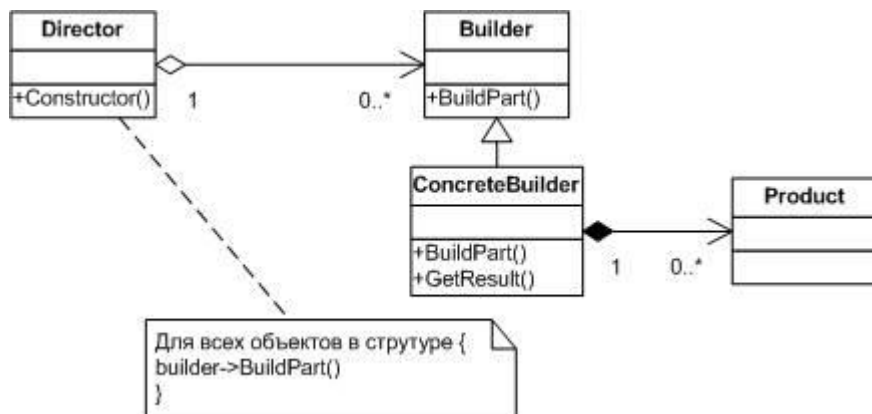 Director
+Constructor()
1
0..*
Builder
+BuildPart()
ConcreteBuilder
+BuildPart()
+GetResult()
1
0..*
Product
Для всех объектов в струтуре {
builder->BuildPart()
}